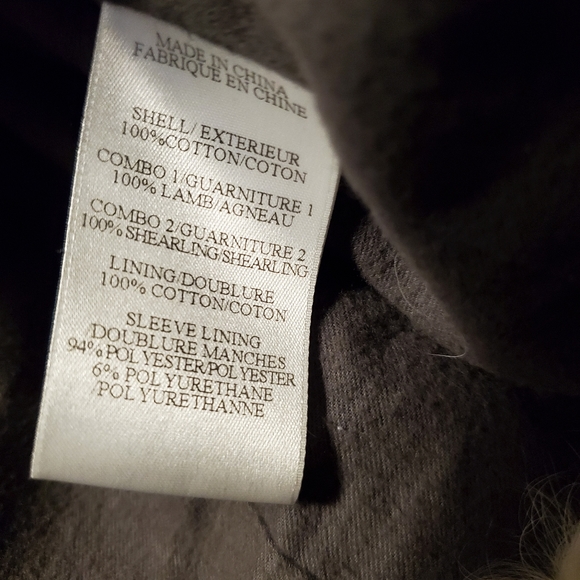 MADE IN CHINA
FABRIQUE EN CHINE
SHELL/EXTERIEUR
100%COTTON/COTON
COMBO 1/GUARNITURE 1
100% LAMB/AGNEAU
COMBO 2/GUARNITURE 2
100% SHEARLING/SHEARLING
LINING/DOUBLURE
100% COTTON/COTON
SLEEVE LINING
/DOUBLURE MANCHES
94%POLYESTER/POLYESTER
6% POLYURETHANE
/POLYURETHANNE